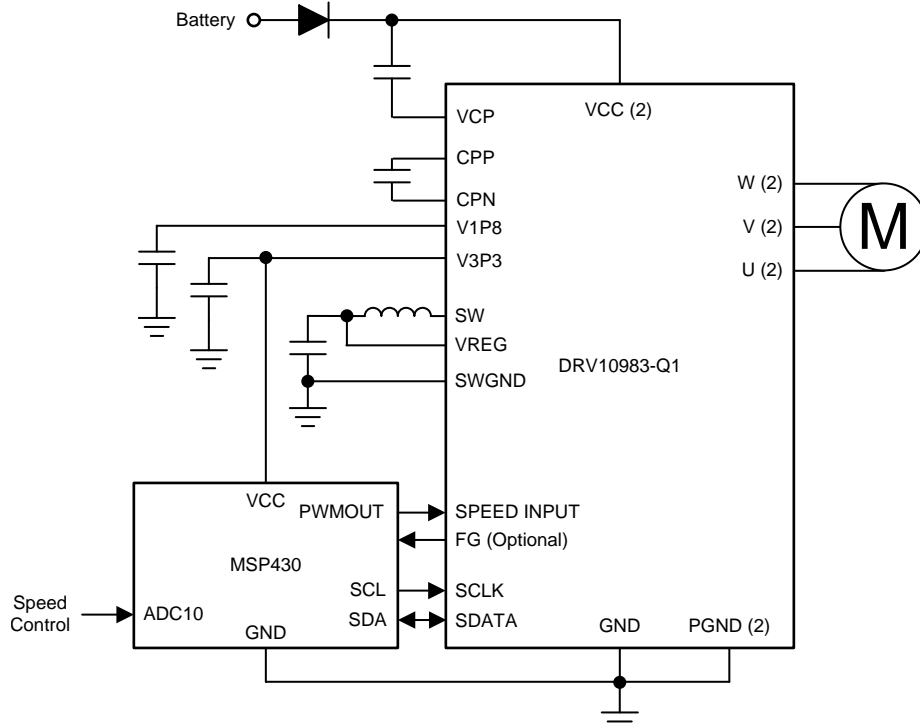 Battery
VCC (2)
VCP
CPP
CPN
V1P8
V3P3
SW
VREG
SWGND
W (2)
V (2)
U (2)
M
DRV10983-Q1
VCC
PWMOUT
SPEED INPUT
FG (Optional)
MSP430
SCL
SCLK
SDA
SDATA
Speed
Control
ADC10
GND
GND
PGND (2)